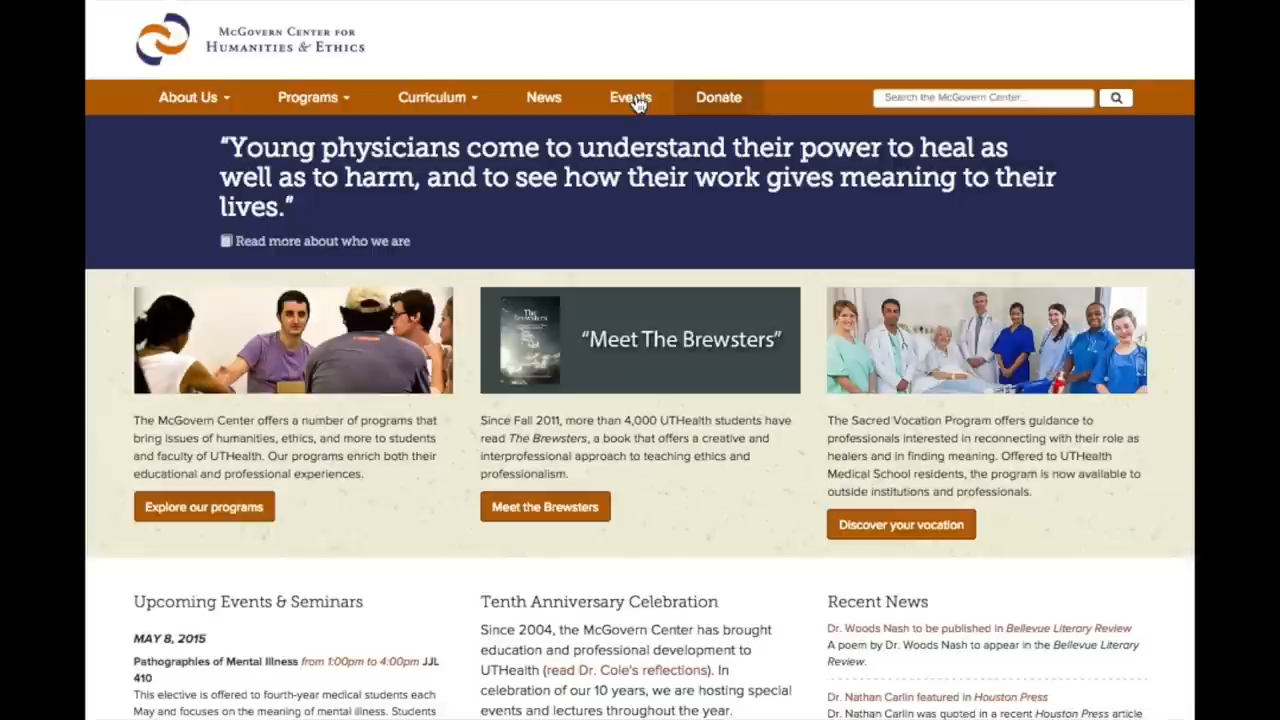 McGovern Center for
Humanities & Ethics
About Us
Programs
Curriculum
News
Events
Donate
Search the McGovern Center...
“Young physicians come to understand their power to heal as
well as to harm, and to see how their work gives meaning to their
lives.”
Read more about who we are
The
Brewsters
“Meet The Brewsters”
The McGovern Center offers a number of programs that
bring issues of humanities, ethics, and more to students
and faculty of UTHealth. Our programs enrich both their
educational and professional experiences.
Explore our programs
Since Fall 2011, more than 4,000 UTHealth students have
read The Brewsters, a book that offers a creative and
interprofessional approach to teaching ethics and
professionalism.
Meet the Brewsters
The Sacred Vocation Program offers guidance to
professionals interested in reconnecting with their role as
healers and in finding meaning. Offered to UTHealth
Medical School residents, the program is now available to
outside institutions and professionals.
Discover your vocation
Upcoming Events & Seminars
MAY 8, 2015
Pathographies of Mental Illness from 1:00pm to 4:00pm JJL
410
This elective is offered to fourth-year medical students each
May and focuses on the meaning of mental illness. Students
Tenth Anniversary Celebration
Since 2004, the McGovern Center has brought
education and professional development to
UTHealth (read Dr. Cole's reflections). In
celebration of our 10 years, we are hosting special
events and lectures throughout the year.
Recent News
Dr. Woods Nash to be published in Bellevue Literary Review
A poem by Dr. Woods Nash to appear in the Bellevue Literary
Review.
Dr. Nathan Carlin featured in Houston Press
Dr. Nathan Carlin was quoted in a recent Houston Press article